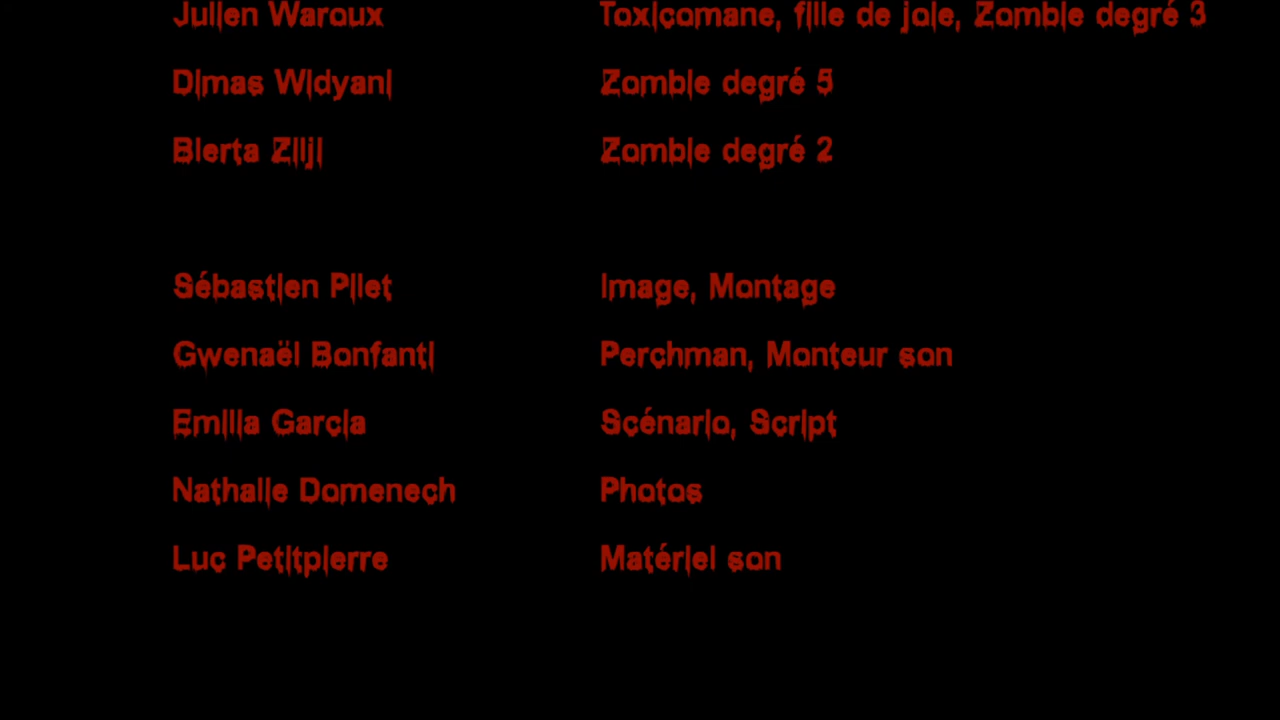 Julien Waroux Toxicomane, fille de joie, Zombie degré 3
Dimas Widyani Zombie degré 5
Blerta Ziliji Zombie degré 2
Sébastien Pilet Image, Montage
Gwenaël Bonfanti Perchman, Monteur son
Emilia Garcia Scénario, Script
Nathalie Domenech Photos
Luc Petitpierre Matériel son